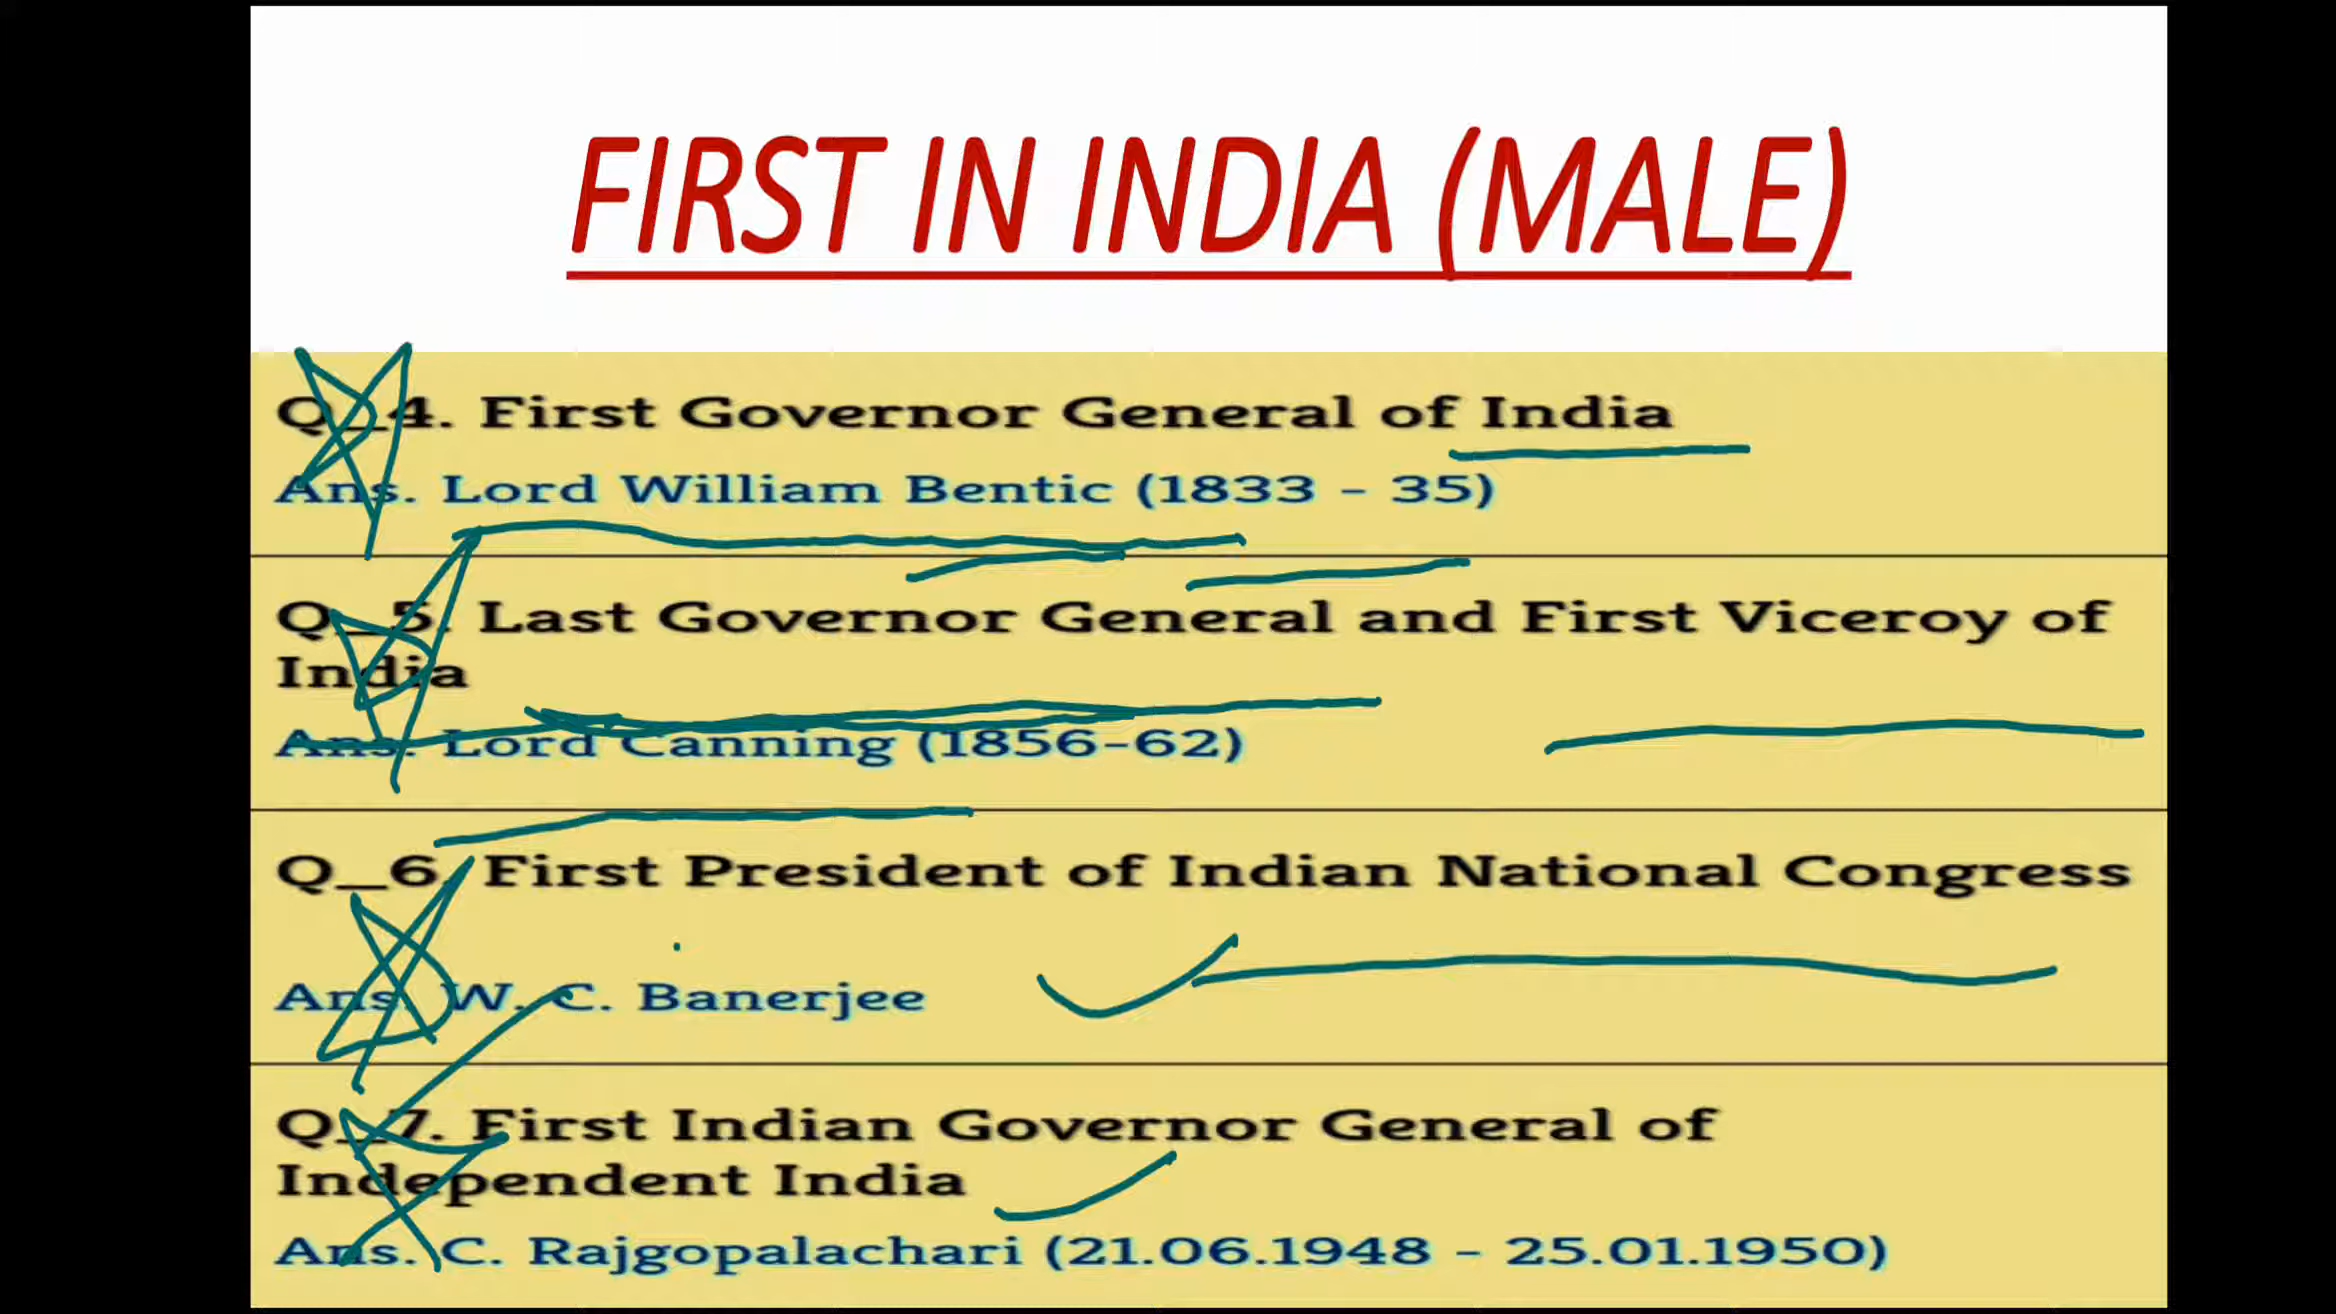 FIRST IN INDIA (MALE)
Q_4. First Governor General of India
Ans. Lord William Bentic (1833 - 35)
Q_5. Last Governor General and First Viceroy of
India
Ans. Lord Canning (1856-62)
Q_6. First President of Indian National Congress
Ans. W. C. Banerjee
Q_7. First Indian Governor General of
Independent India
Ans. C. Rajgopalachari (21.06.1948 - 25.01.1950)